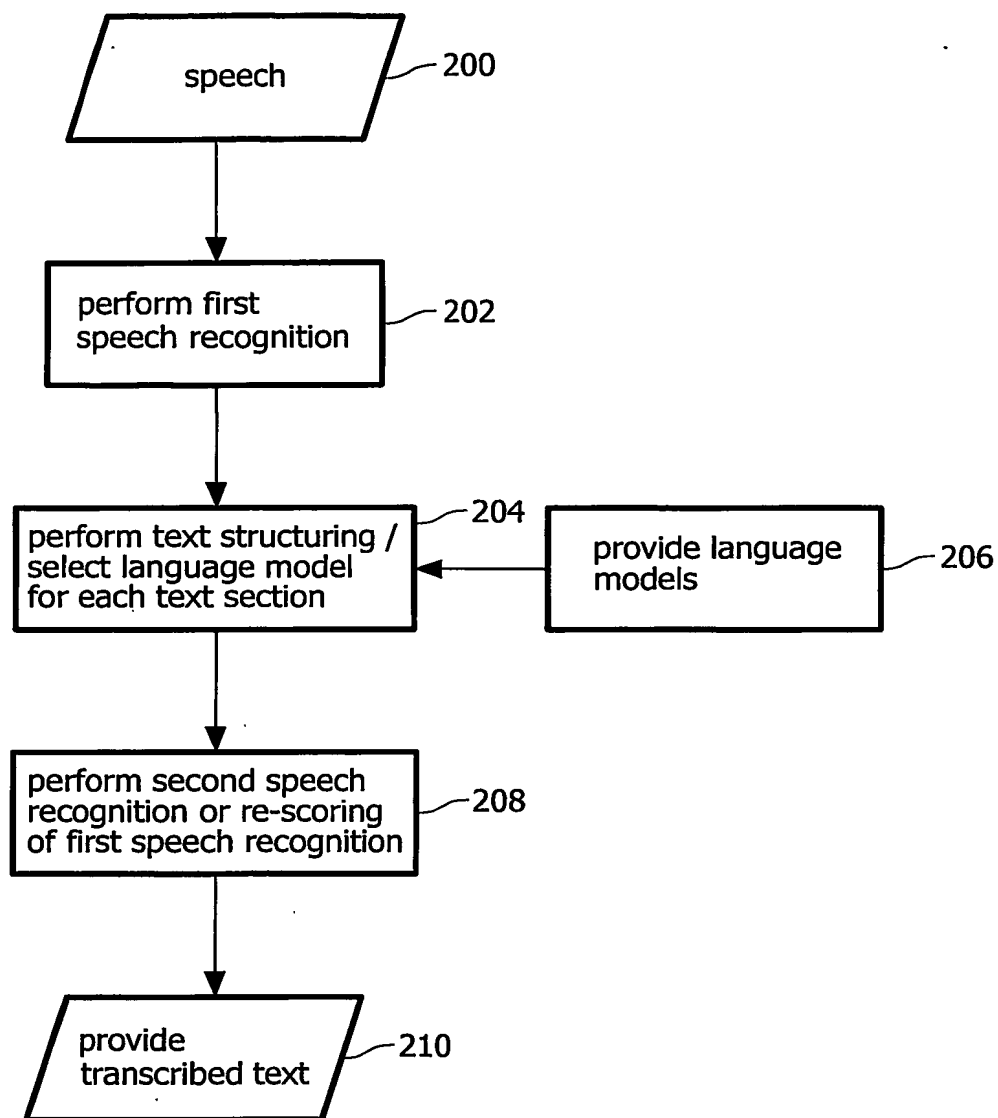 speech
200
perform first
speech recognition
202
perform text structuring /
select language model
for each text section
204
provide language
models
206
perform second speech
recognition or re-scoring
of first speech recognition
208
provide
transcribed text
210